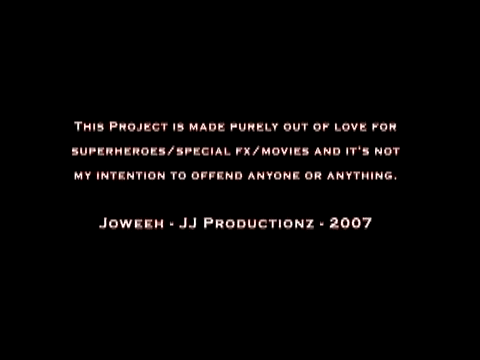 This Project is made purely out of love for
superheroes/special fx/movies and it's not
my intention to offend anyone or anything.
Joweeh - JJ Productionz - 2007